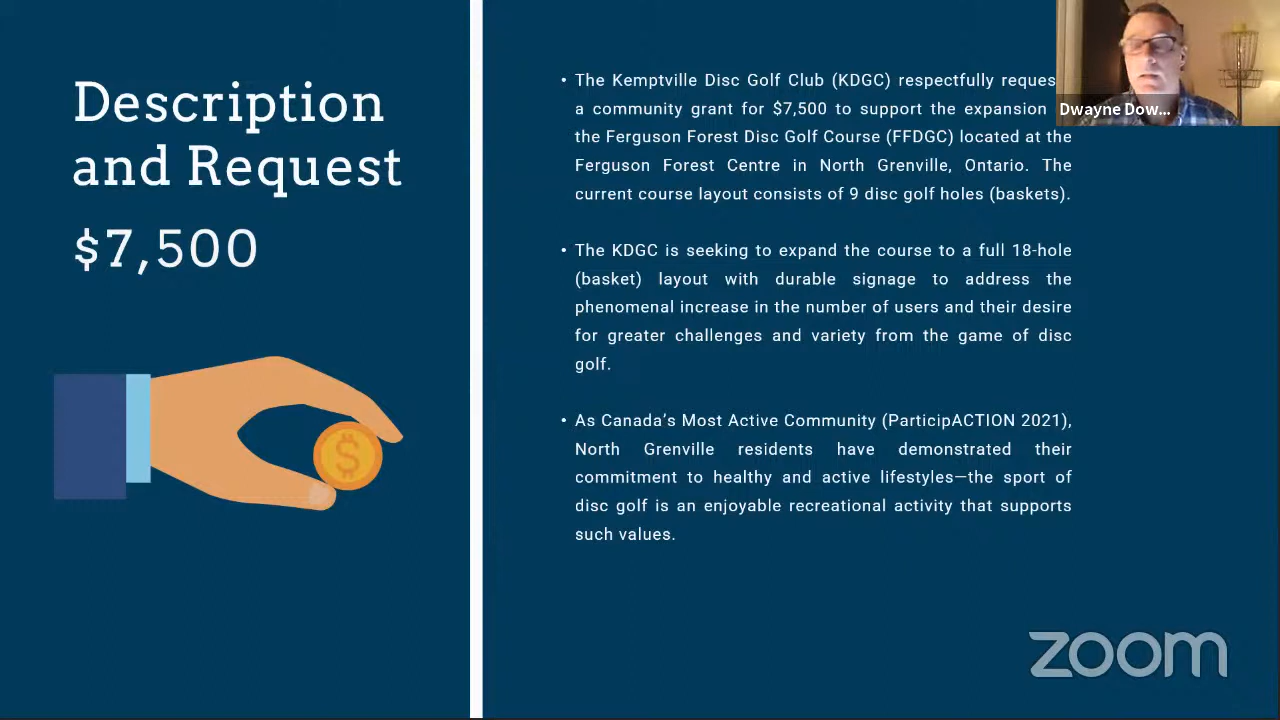 Description
and Request
$7,500
• The Kemptville Disc Golf Club (KDGC) respectfully
a community grant for $7,500 to support the expansion
the Ferguson Forest Disc Golf Course (FFDGC) located at the
Ferguson Forest Centre in North Grenville, Ontario. The
current course layout consists of 9 disc golf holes (baskets).
• The KDGC is seeking to expand the course to a full 18-hole
(basket) layout with durable signage to address the
phenomenal increase in the number of users and their desire
for greater challenges and variety from the game of disc
golf.
• As Canada’s Most Active Community (ParticipACTION 2021),
North Grenville residents have demonstrated their
commitment to healthy and active lifestyles—the sport of
disc golf is an enjoyable recreational activity that supports
such values.
$
Dwayne Dow...
zoom